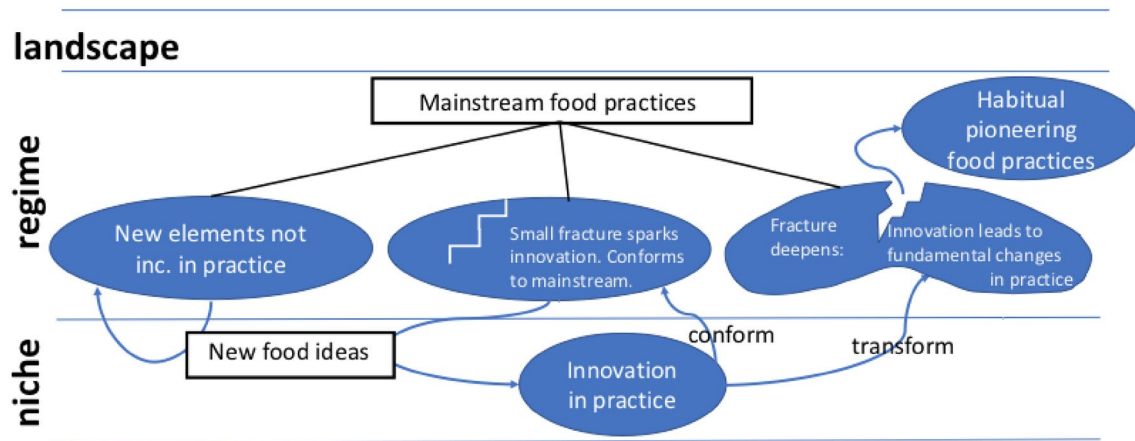 landscape
Mainstream food practices
Habitual
pioneering
food practices
regime
New elements not
inc. in practice
Small fracture sparks
innovation. Conforms
to mainstream.
Fracture
deepens:
Innovation leads to
fundamental changes
in practice
niche
New food ideas
Innovation
in practice
conform
transform